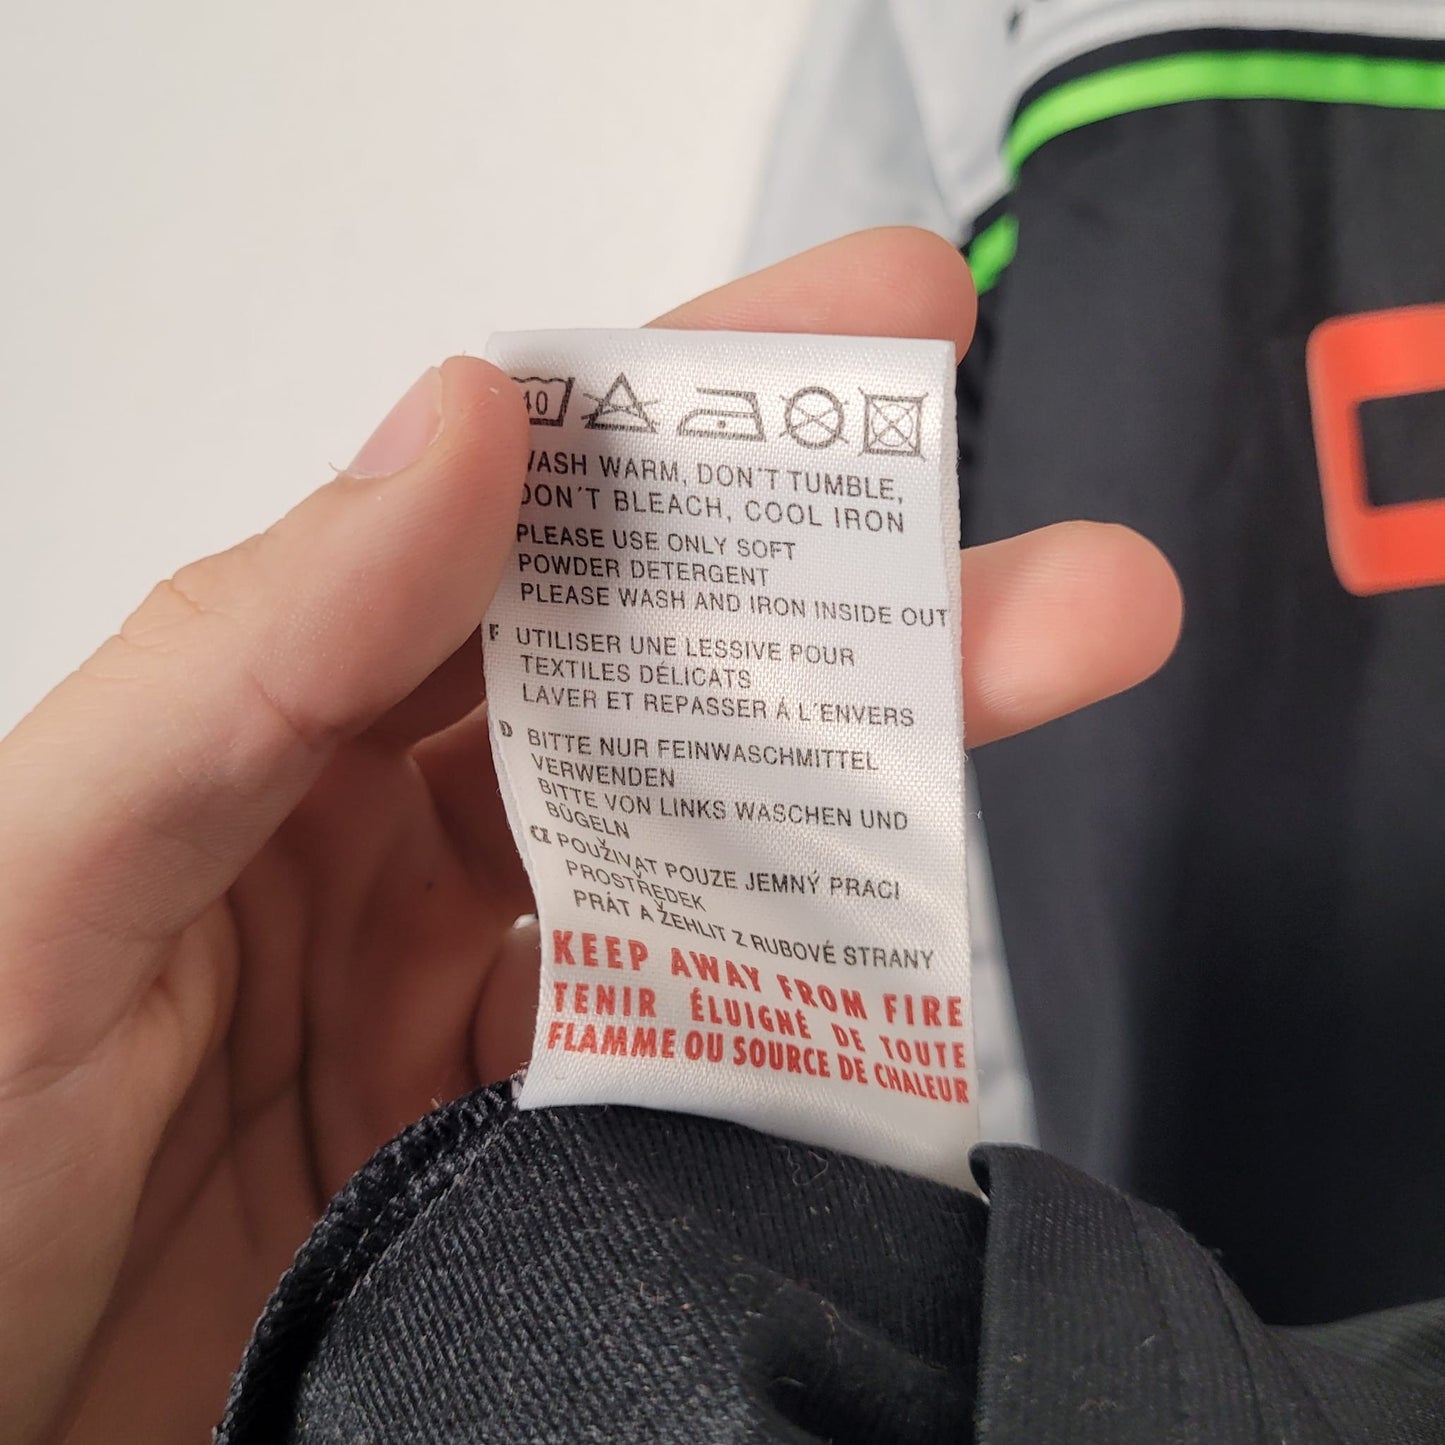 40
WASH WARM, DON'T TUMBLE,
DON'T BLEACH, COOL IRON
PLEASE USE ONLY SOFT
POWDER DETERGENT
PLEASE WASH AND IRON INSIDE OUT
F UTILISER UNE LESSIVE POUR
TEXTILES DÉLICATS
LAVER ET REPASSER À L'ENVERS
D BITTE NUR FEINWASCHMITTEL
VERWENDEN
BITTE VON LINKS WASCHEN UND
BÜGELN
CZ POUŽIVAT POUZE JEMNÝ PRACI
PROSTŘEDEK
PRÁT A ŽEHLIT Z RUBOVÉ STRANY
KEEP AWAY FROM FIRE
TENIR ÉLUIGNÉ DE TOUTE
FLAMME OU SOURCE DE CHALEUR